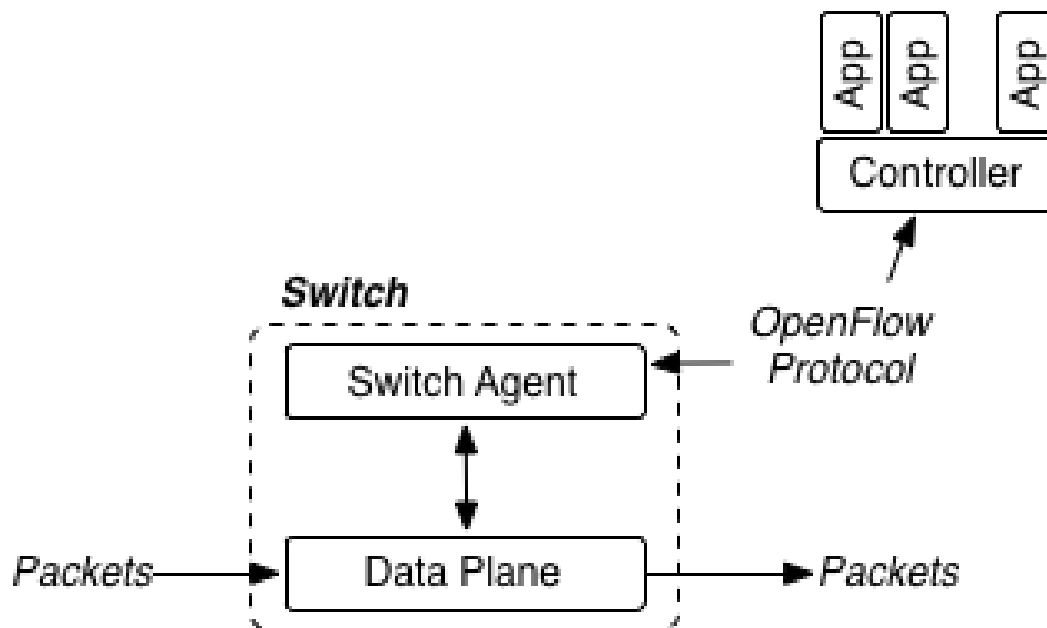 App App App
Controller
Switch
OpenFlow
Protocol
Switch Agent
Packets Data Plane Packets